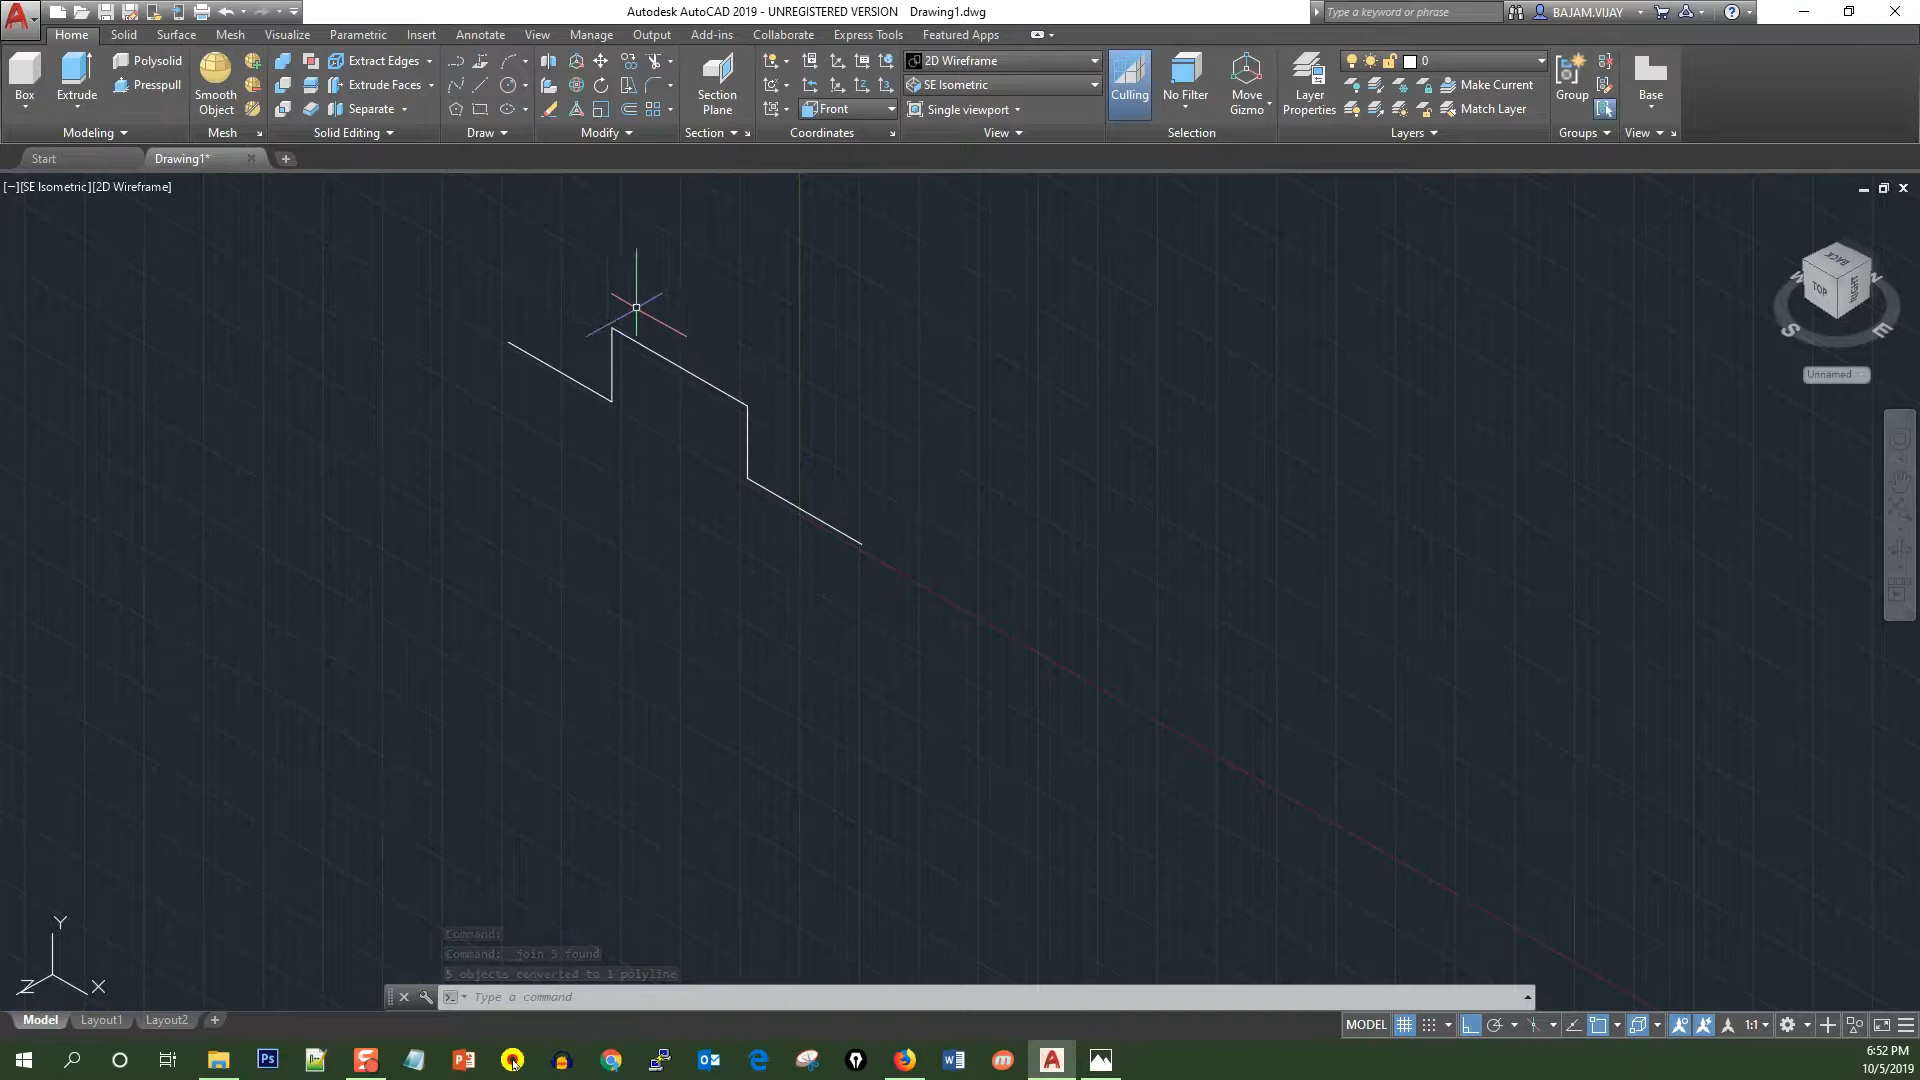 Autodesk AutoCAD 2019 - UNREGISTERED VERSION Drawing1.dwg
Type a keyword or phrase
BAJAM.VIJAY
Home Solid Surface Mesh Visualize Parametric Insert Annotate View Manage Output Add-ins Collaborate Express Tools Featured Apps
Polysolid
Extract Edges
2D Wireframe
0
Presspull
Extrude Faces
SE Isometric
Make Current
Box Extrude
Smooth Object
Separate
Section Plane
Front
Single viewport
Culling
No Filter
Move Gizmo
Layer Properties
Match Layer
Group
Base
Modeling Mesh Solid Editing Draw Modify Section Coordinates View Selection Layers Groups View
Start Drawing1*
[−][SE Isometric][2D Wireframe]
BACK
W N
TOP RIGHT
S E
Unnamed
Y
Z X
Command:
Command: _join 5 found
5 objects converted to 1 polyline
Type a command
Model Layout1 Layout2
MODEL 1:1
6:52 PM
10/5/2019